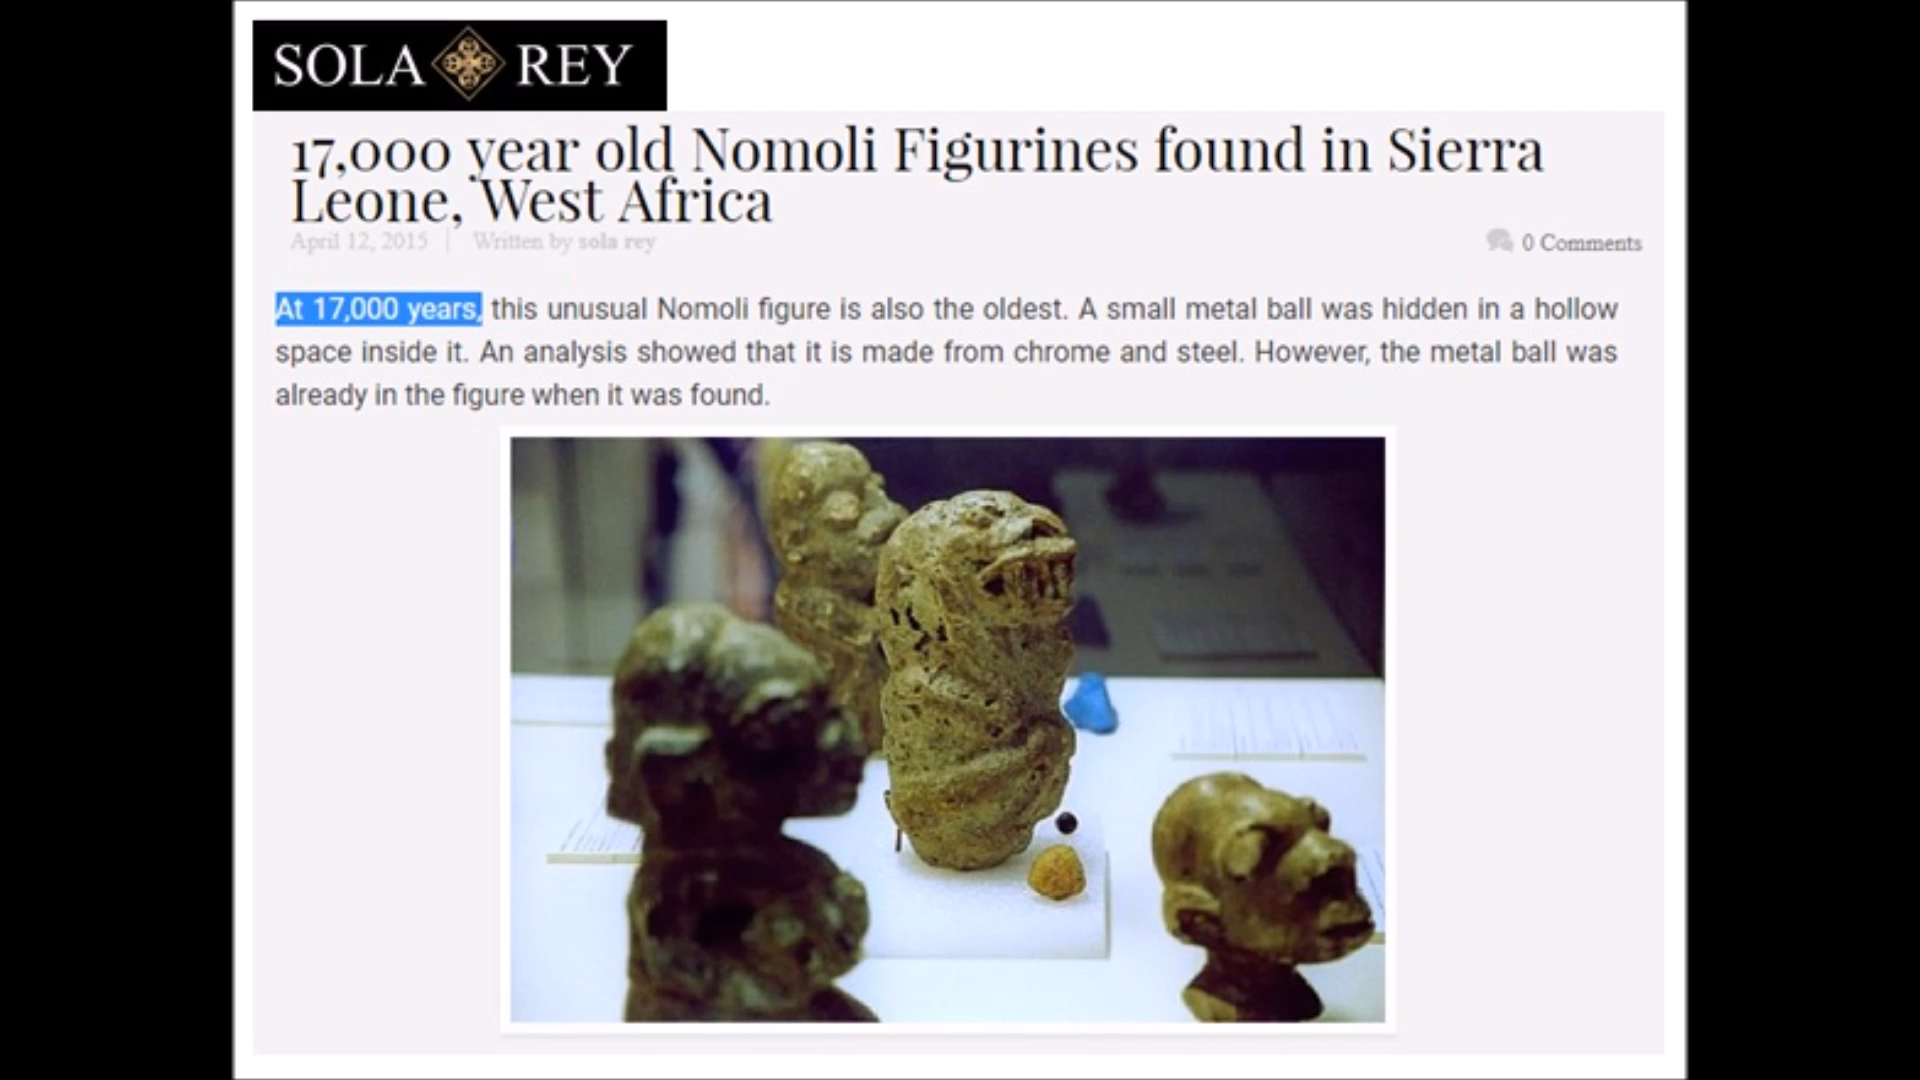 SOLA REY
17,000 year old Nomoli Figurines found in Sierra
Leone, West Africa
April 12, 2015 | Written by sola rey
0 Comments
At 17,000 years, this unusual Nomoli figure is also the oldest. A small metal ball was hidden in a hollow
space inside it. An analysis showed that it is made from chrome and steel. However, the metal ball was
already in the figure when it was found.